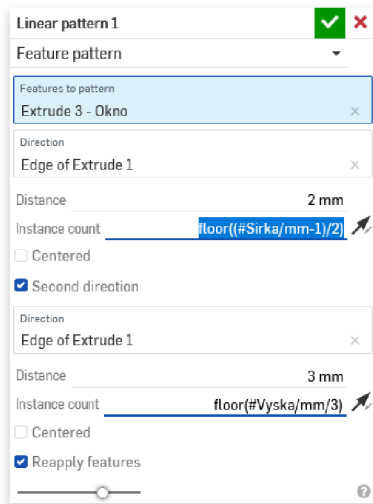 Linear pattern 1
Feature pattern
Features to pattern
Extrude 3 - Okno
Direction
Edge of Extrude 1
Distance 2 mm
Instance count floor((#Sirka/mm-1)/2)
Centered
Second direction
Direction
Edge of Extrude 1
Distance 3 mm
Instance count floor(#Vyska/mm/3)
Centered
Reapply features